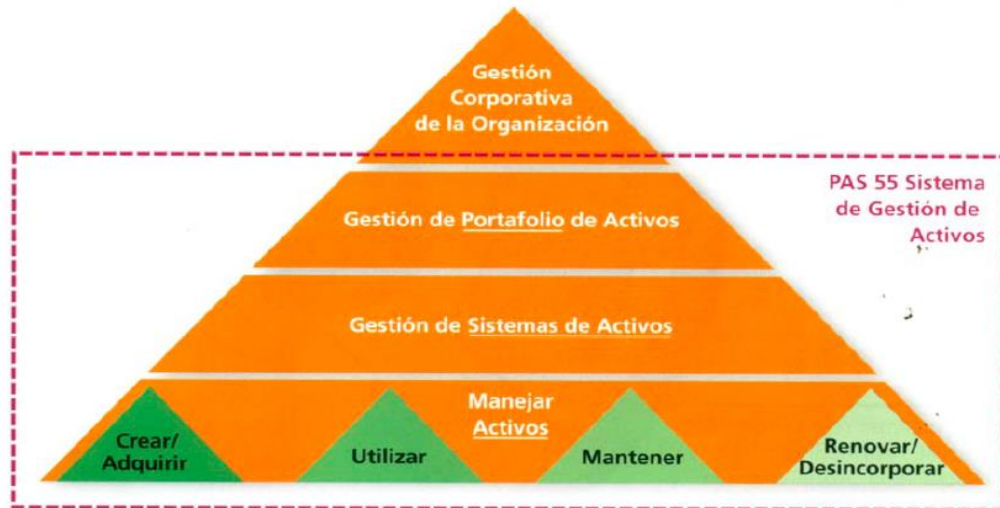 Gestión
Corporativa
de la Organización
PAS 55 Sistema
de Gestión de
Activos
Gestión de Portafolio de Activos
Gestión de Sistemas de Activos
Manejar
Activos
Crear/
Adquirir
Utilizar
Mantener
Renovar/
Desincorporar